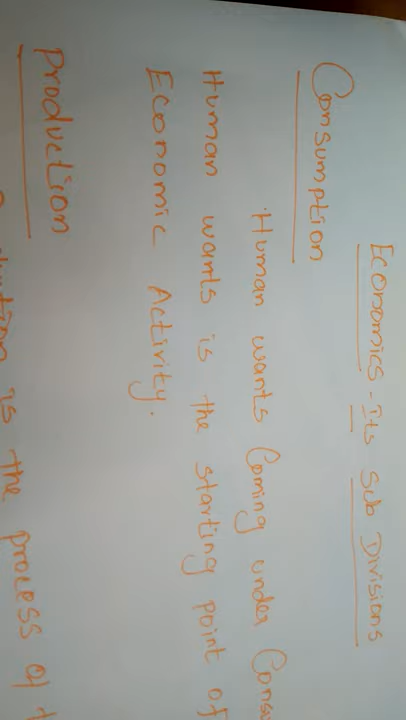 Economics - Its Sub Divisions
Consumption
Human wants Coming under
Human wants is the starting point of
Economic Activity.
Production
is the process of